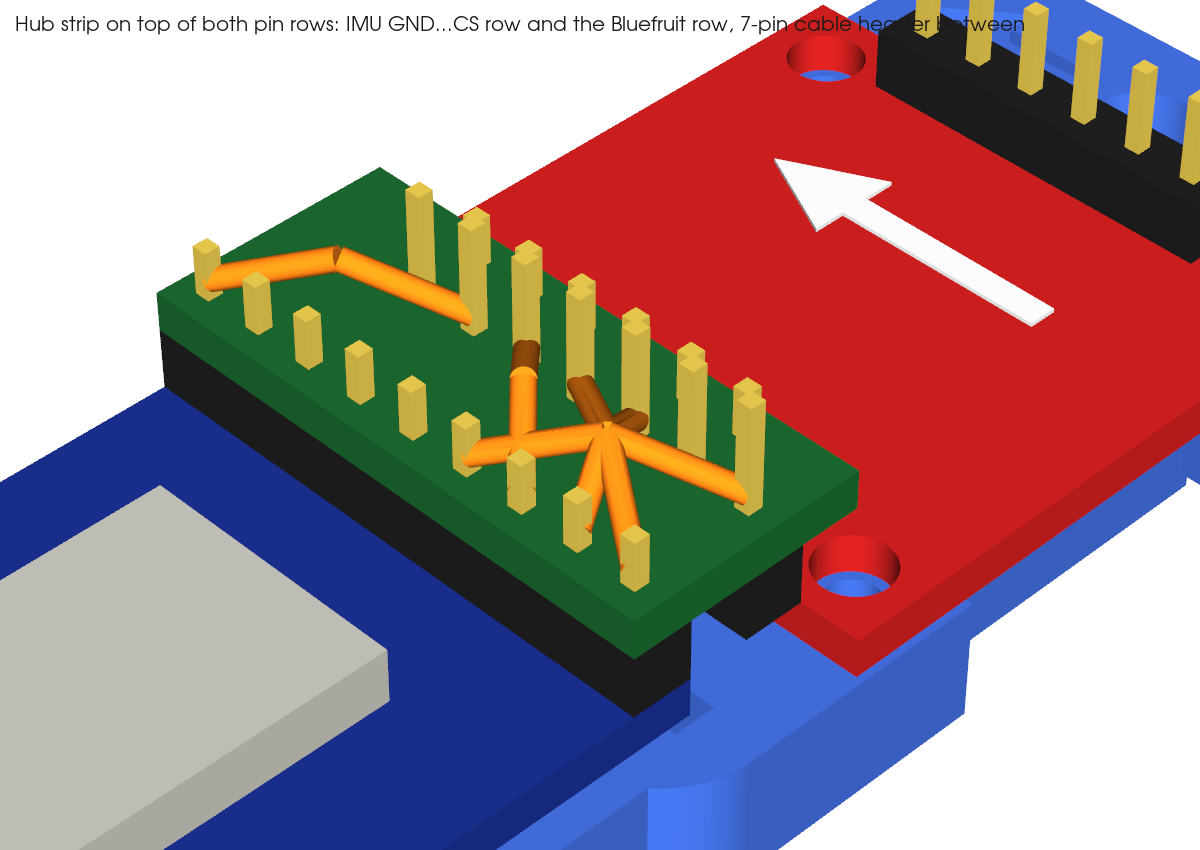 Hub strip on top of both pin rows: IMU GND...CS row and the Bluefruit row, 7-pin cable header between